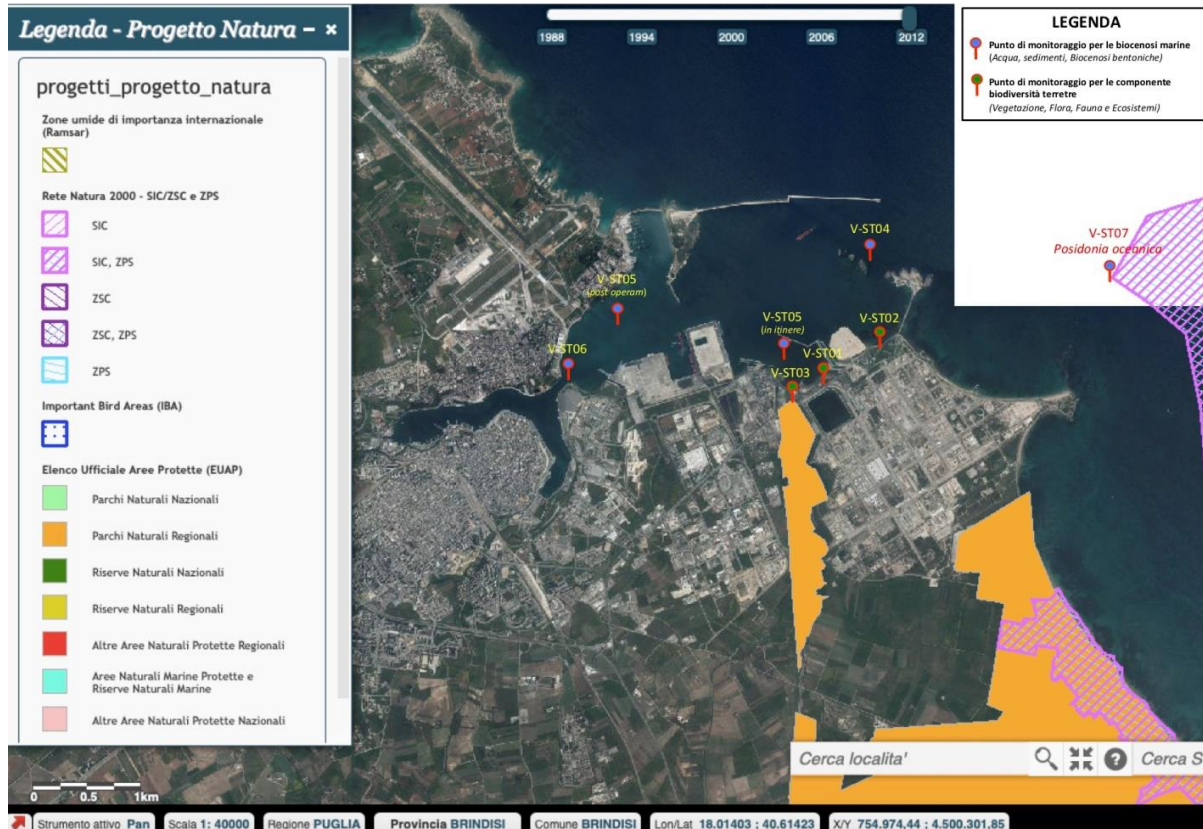 Legenda - Progetto Natura – ×
progetti_progetto_natura
Zone umide di importanza internazionale
(Ramsar)
Rete Natura 2000 - SIC/ZSC e ZPS
SIC
SIC, ZPS
ZSC
ZSC, ZPS
ZPS
Important Bird Areas (IBA)
Elenco Ufficiale Aree Protette (EUAP)
Parchi Naturali Nazionali
Parchi Naturali Regionali
Riserve Naturali Nazionali
Riserve Naturali Regionali
Altre Aree Naturali Protette Regionali
Aree Naturali Marine Protette e
Riserve Naturali Marine
Altre Aree Naturali Protette Nazionali
1988 1994 2000 2006 2012
LEGENDA
Punto di monitoraggio per le biocenosi marine
(Acqua, sedimenti, Biocenosi bentoniche)
Punto di monitoraggio per le componente
biodiversità terretre
(Vegetazione, Flora, Fauna e Ecosistemi)
V-ST04
V-ST07
Posidonia oceanica
V-ST05
(post operam)
V-ST05
(in itinere)
V-ST02
V-ST06
V-ST01
V-ST03
Cerca localita'
?
Cerca S
0 0.5 1km
Strumento attivo Pan Scala 1: 40000 Regione PUGLIA Provincia BRINDISI Comune BRINDISI Lon/Lat 18.01403 ; 40.61423 X/Y 754.974,44 ; 4.500.301,85